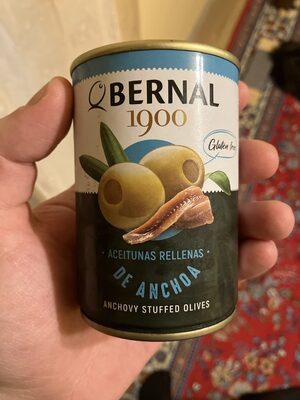 BERNAL
1900
Gluten free
· ACEITUNAS RELLENAS ·
DE ANCHOA
ANCHOVY STUFFED OLIVES